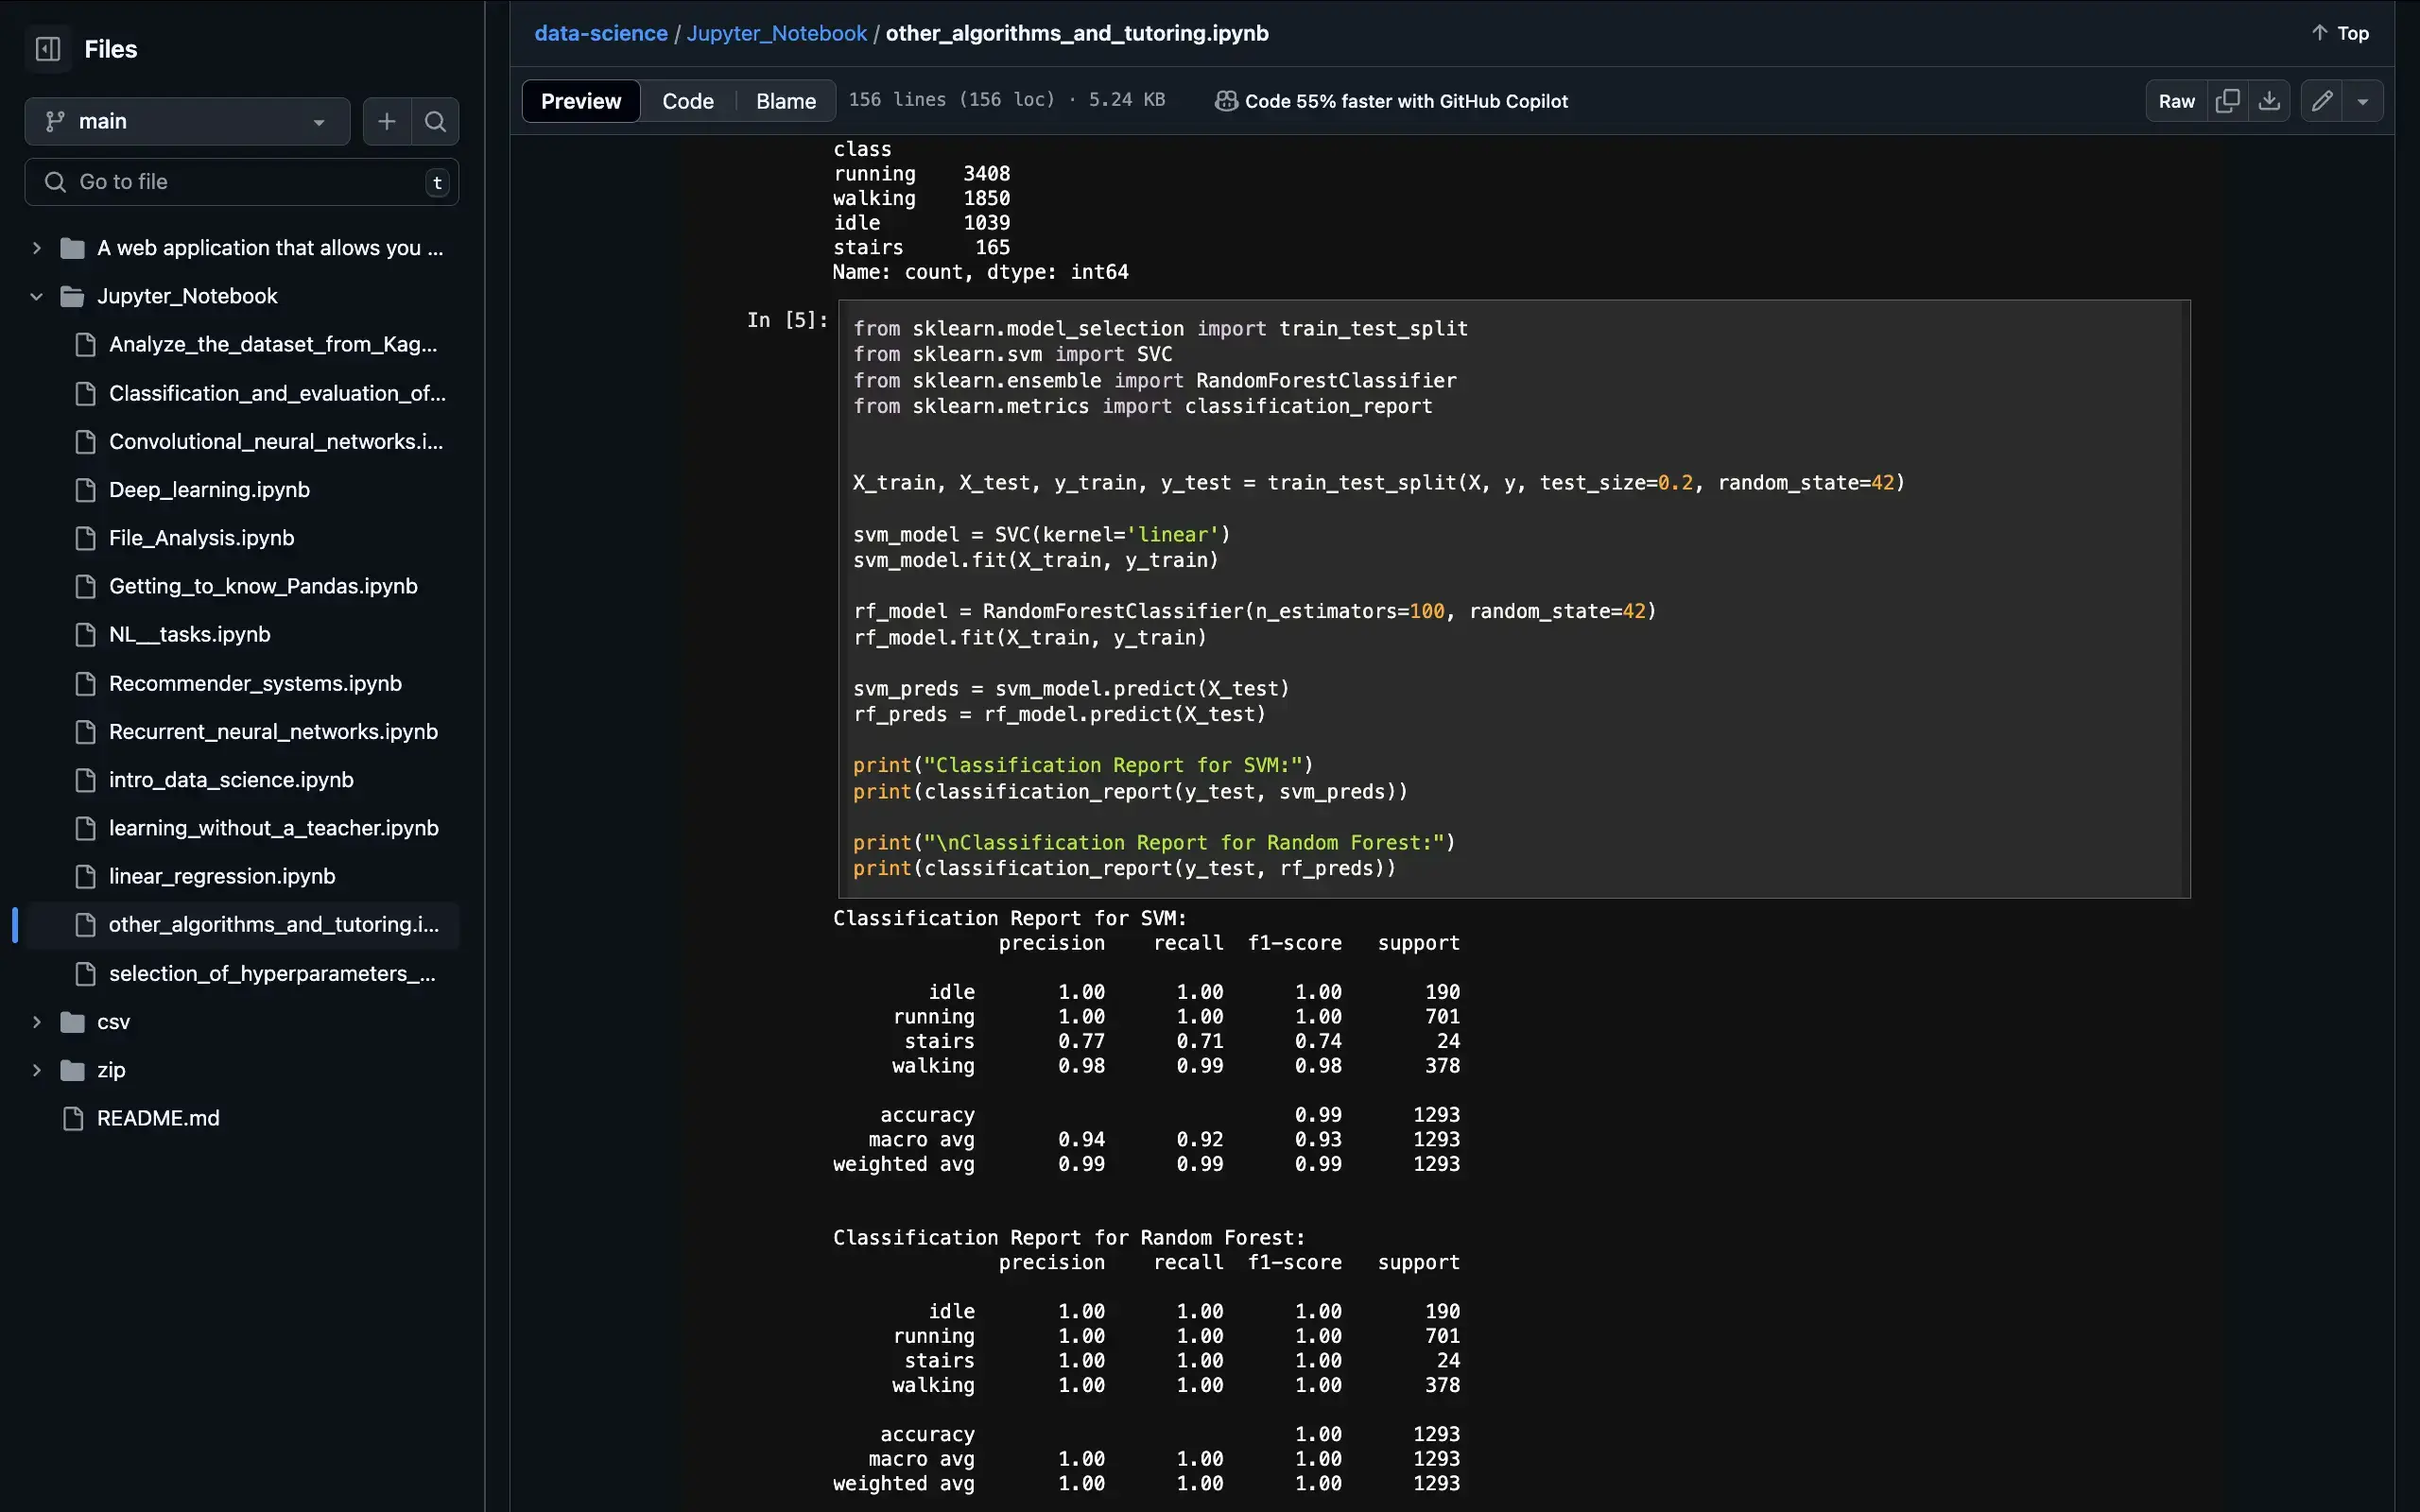 Files
main
Go to file
t
A web application that allows you ...
Jupyter_Notebook
Analyze_the_dataset_from_Kag...
Classification_and_evaluation_of...
Convolutional_neural_networks.i...
Deep_learning.ipynb
File_Analysis.ipynb
Getting_to_know_Pandas.ipynb
NL__tasks.ipynb
Recommender_systems.ipynb
Recurrent_neural_networks.ipynb
intro_data_science.ipynb
learning_without_a_teacher.ipynb
linear_regression.ipynb
other_algorithms_and_tutoring.i...
selection_of_hyperparameters_...
csv
zip
README.md
data-science / Jupyter_Notebook / other_algorithms_and_tutoring.ipynb
Top
Preview Code Blame 156 lines (156 loc) · 5.24 KB Code 55% faster with GitHub Copilot Raw
class
running    3408
walking    1850
idle       1039
stairs      165
Name: count, dtype: int64
In [5]:
from sklearn.model_selection import train_test_split
from sklearn.svm import SVC
from sklearn.ensemble import RandomForestClassifier
from sklearn.metrics import classification_report
X_train, X_test, y_train, y_test = train_test_split(X, y, test_size=0.2, random_state=42)
svm_model = SVC(kernel='linear')
svm_model.fit(X_train, y_train)
rf_model = RandomForestClassifier(n_estimators=100, random_state=42)
rf_model.fit(X_train, y_train)
svm_preds = svm_model.predict(X_test)
rf_preds = rf_model.predict(X_test)
print("Classification Report for SVM:")
print(classification_report(y_test, svm_preds))
print("\nClassification Report for Random Forest:")
print(classification_report(y_test, rf_preds))
Classification Report for SVM:
              precision    recall  f1-score   support
        idle       1.00      1.00      1.00       190
     running       1.00      1.00      1.00       701
      stairs       0.77      0.71      0.74        24
     walking       0.98      0.99      0.98       378
    accuracy                           0.99      1293
   macro avg       0.94      0.92      0.93      1293
weighted avg       0.99      0.99      0.99      1293
Classification Report for Random Forest:
              precision    recall  f1-score   support
        idle       1.00      1.00      1.00       190
     running       1.00      1.00      1.00       701
      stairs       1.00      1.00      1.00        24
     walking       1.00      1.00      1.00       378
    accuracy                           1.00      1293
   macro avg       1.00      1.00      1.00      1293
weighted avg       1.00      1.00      1.00      1293